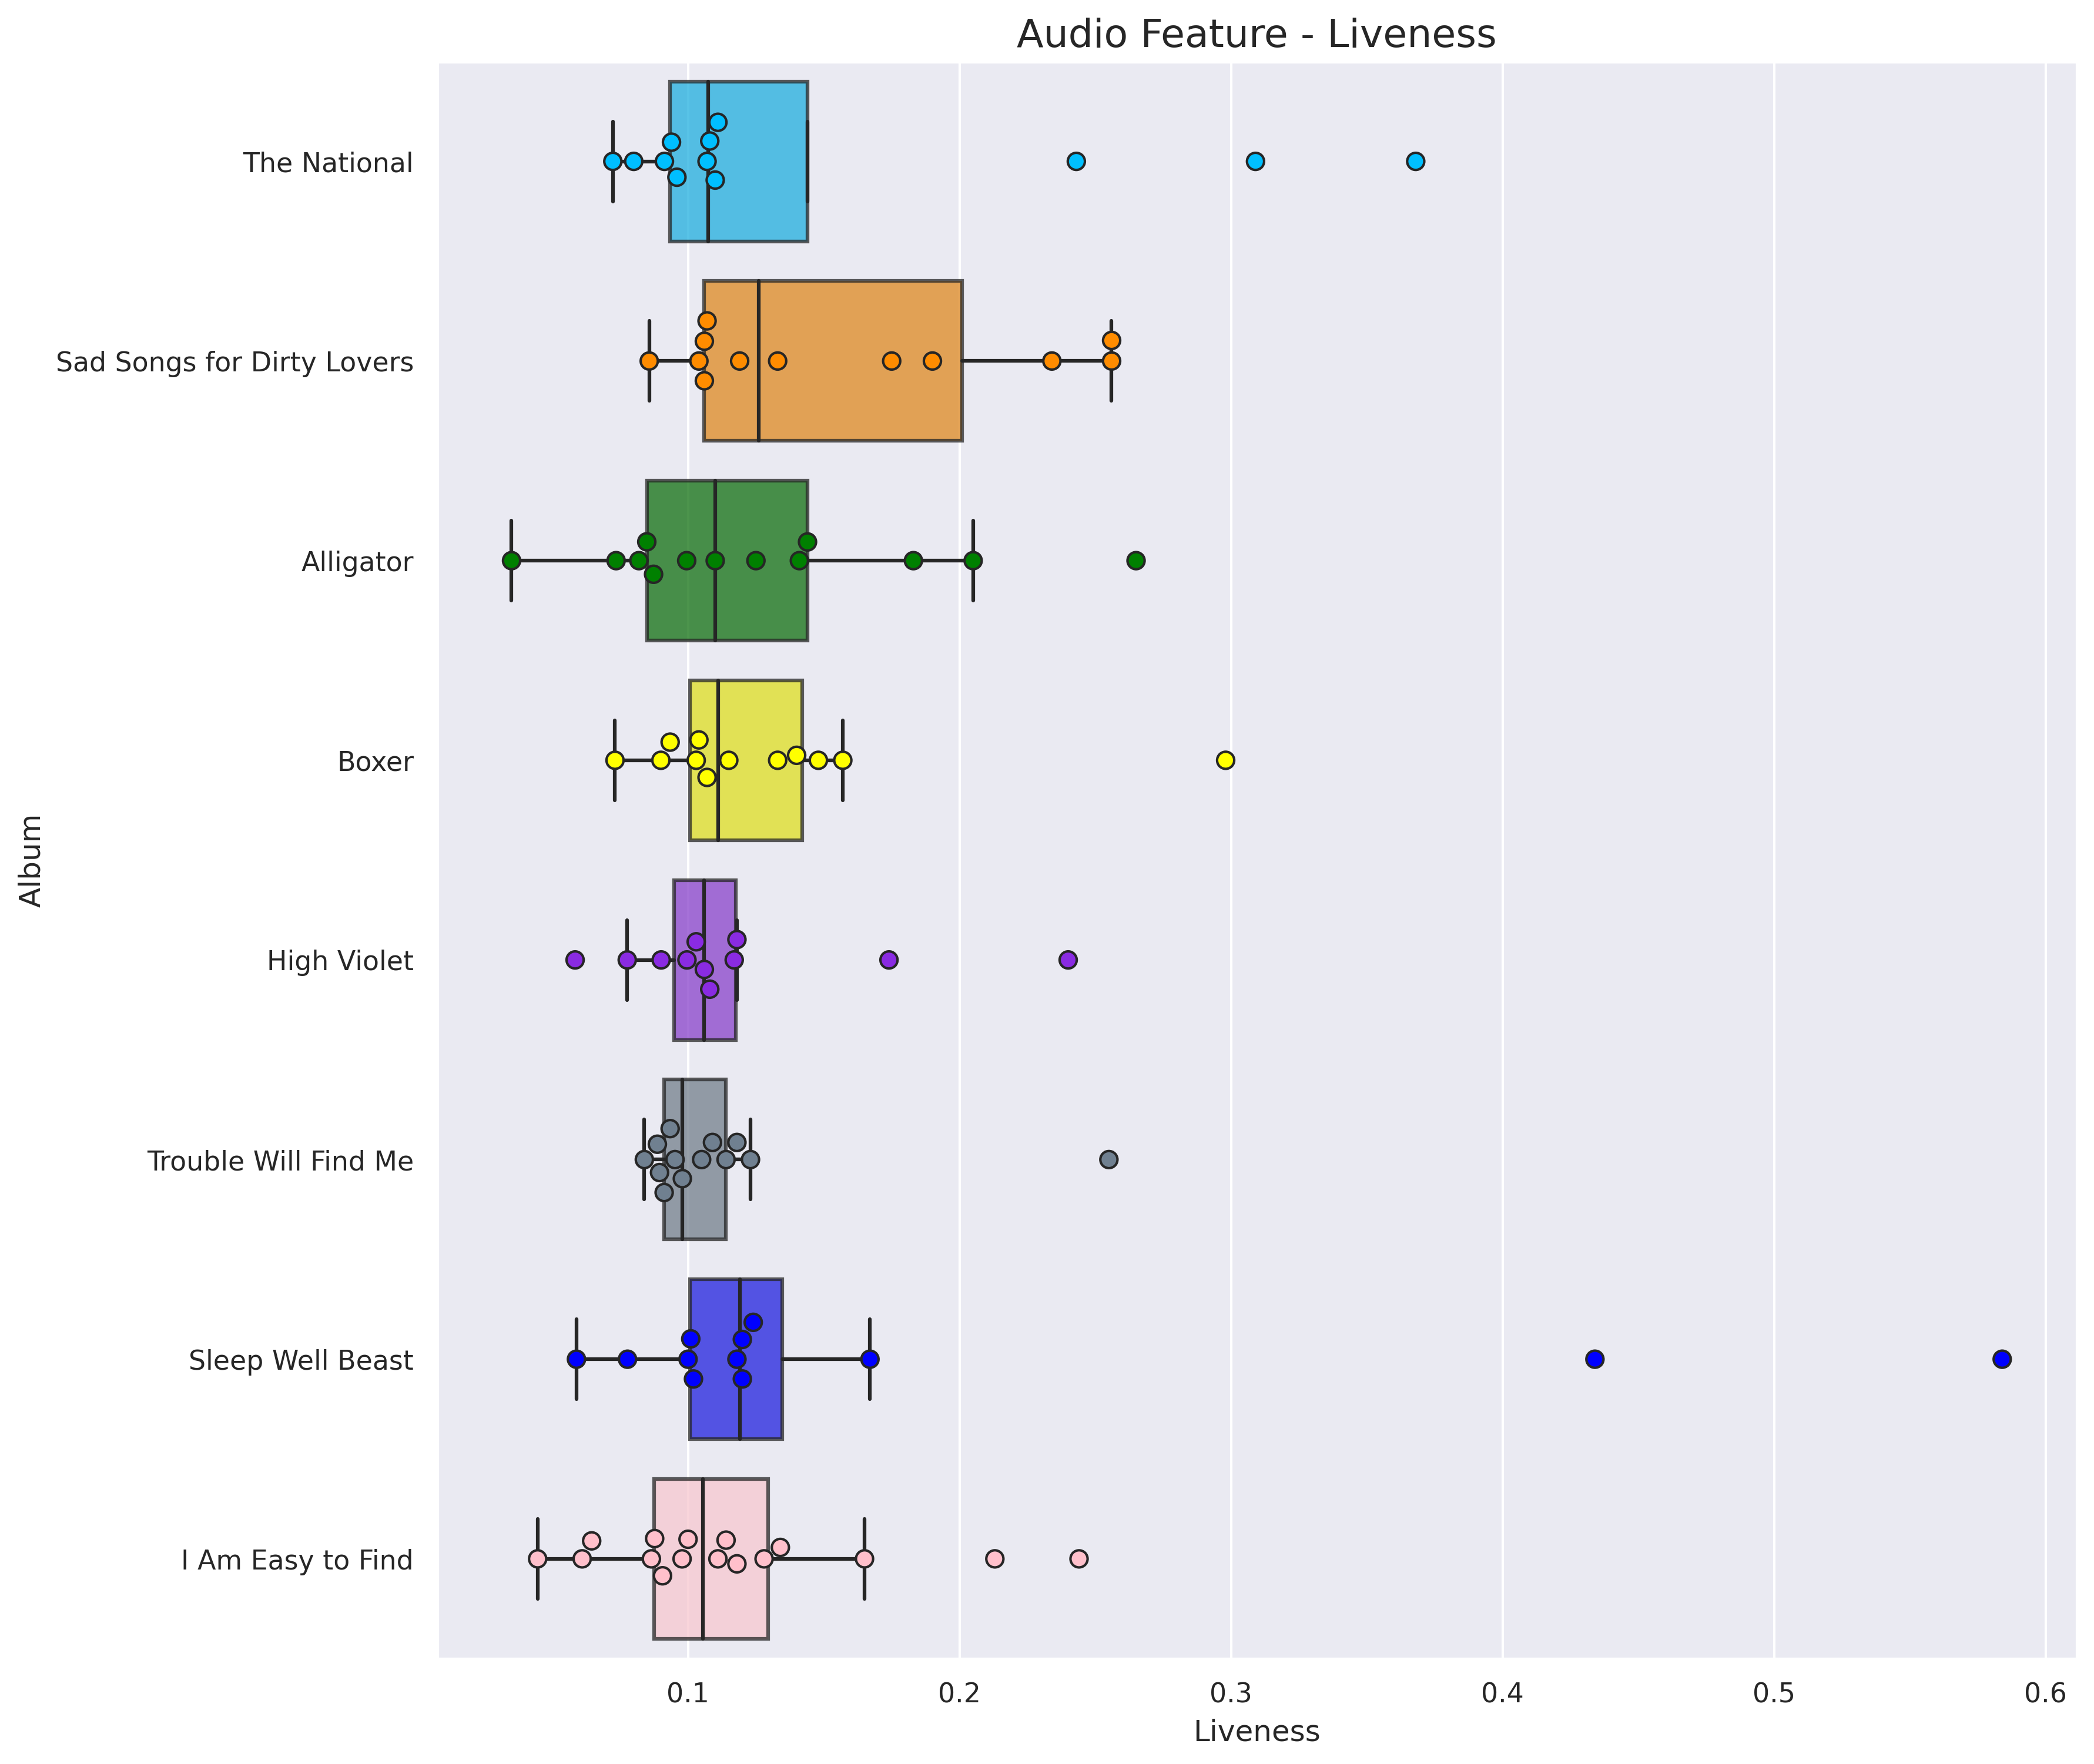 Audio Feature - Liveness
The National
Sad Songs for Dirty Lovers
Alligator
Boxer
High Violet
Trouble Will Find Me
Sleep Well Beast
I Am Easy to Find
Album
0.1 0.2 0.3 0.4 0.5 0.6
Liveness